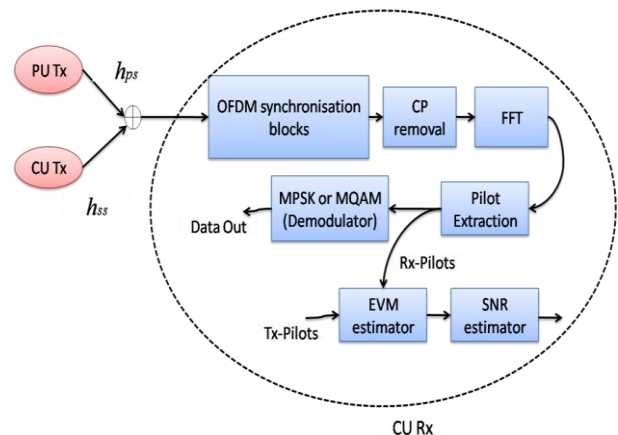 PU Tx
hps
OFDM synchronisation
blocks
CP
removal
FFT
CU Tx
hss
MPSK or MQAM
(Demodulator)
Pilot
Extraction
Data Out
Rx-Pilots
Tx-Pilots
EVM
estimator
SNR
estimator
CU Rx